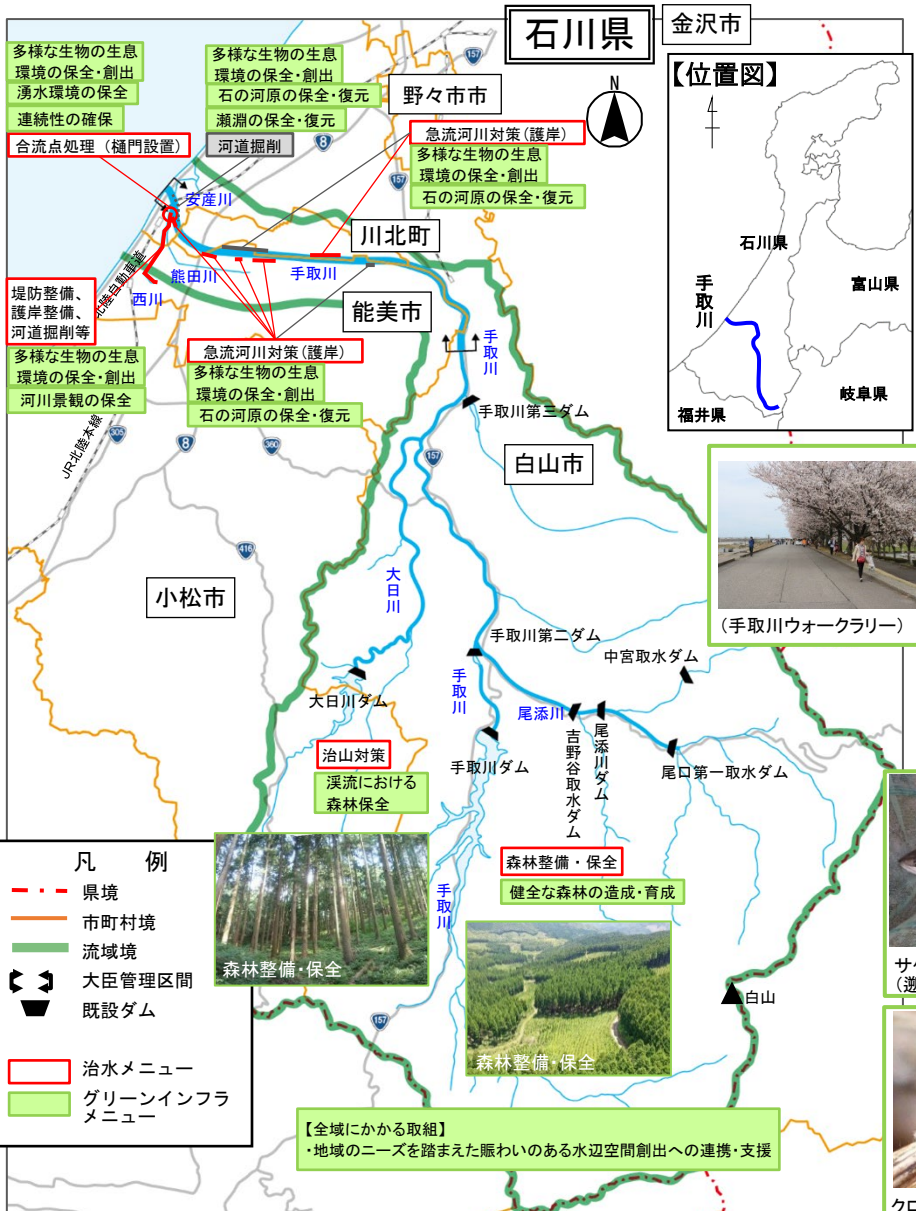 石川県
金沢市
多様な生物の生息
環境の保全・創出
湧水環境の保全
連続性の確保
合流点処理（樋門設置）
多様な生物の生息
環境の保全・創出
石の河原の保全・復元
瀬淵の保全・復元
河道掘削
野々市市
急流河川対策(護岸)
多様な生物の生息
環境の保全・創出
石の河原の保全・復元
N
157
8
157
【位置図】
石川県
富山県
手取川
岐阜県
福井県
安産川
川北町
熊田川
手取川
西川
北陸自動車道
能美市
堤防整備、
護岸整備、
河道掘削等
多様な生物の生息
環境の保全・創出
河川景観の保全
急流河川対策(護岸)
多様な生物の生息
環境の保全・創出
石の河原の保全・復元
手取川
手取川第三ダム
JR北陸本線
305
8
360
157
白山市
416
小松市
大日川
(手取川ウォークラリー)
手取川第二ダム
中宮取水ダム
大日川ダム
手取川
尾添川
手取川ダム
吉野谷取水ダム
尾添川ダム
尾口第一取水ダム
治山対策
渓流における
森林保全
森林整備・保全
健全な森林の造成・育成
手取川
森林整備・保全
森林整備・保全
白山
157
凡 例
県境
市町村境
流域境
大臣管理区間
既設ダム
治水メニュー
グリーンインフラ
メニュー
【全域にかかる取組】
・地域のニーズを踏まえた賑わいのある水辺空間創出への連携・支援